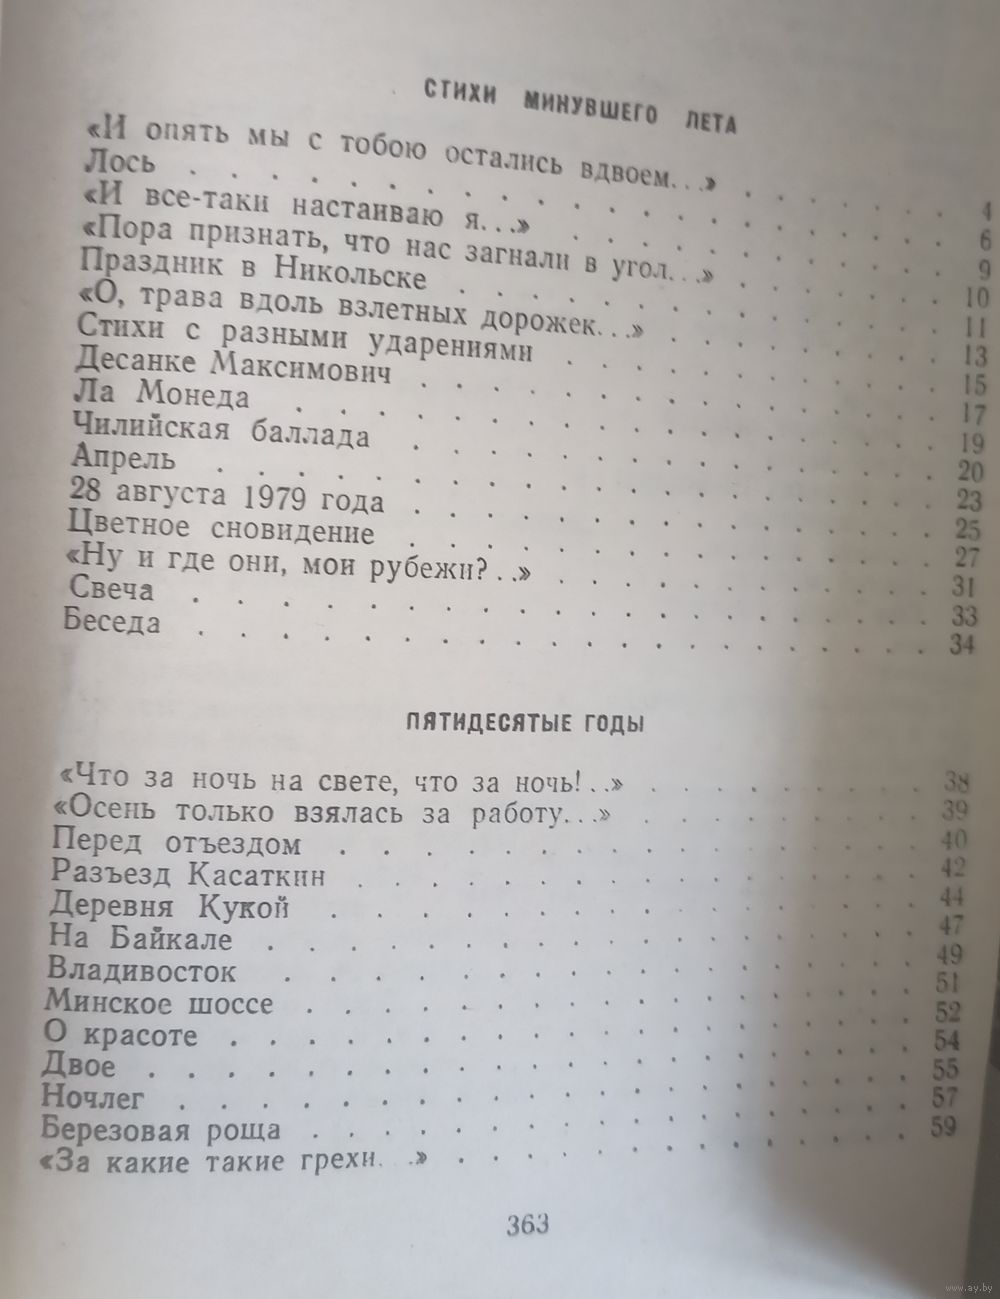 СТИХИ МИНУВШЕГО ЛЕТА
«И опять мы с тобою остались вдвоем. . .» . . . . . . . 4
Лось . . . . . . . . . . . . . . . . . . 6
«И все-таки настаиваю я. . .» . . . . . . . . . . 9
«Пора признать, что нас загнали в угол. . .» . . . . . . 10
Праздник в Никольске . . . . . . . . . . . . 11
«О, трава вдоль взлетных дорожек. . .» . . . . . . . 13
Стихи с разными ударениями . . . . . . . . . . 15
Десанке Максимович . . . . . . . . . . . . . 17
Ла Монеда . . . . . . . . . . . . . . . . 19
Чилийская баллада . . . . . . . . . . . . . 20
Апрель . . . . . . . . . . . . . . . . . 23
28 августа 1979 года . . . . . . . . . . . . . 25
Цветное сновидение . . . . . . . . . . . . . 27
«Ну и где они, мои рубежи? . .» . . . . . . . . . . 31
Свеча . . . . . . . . . . . . . . . . . 33
Беседа . . . . . . . . . . . . . . . . . 34
ПЯТИДЕСЯТЫЕ ГОДЫ
«Что за ночь на свете, что за ночь! . .» . . . . . . . . 38
«Осень только взялась за работу. . .» . . . . . . . . 39
Перед отъездом . . . . . . . . . . . . . . 40
Разъезд Касаткин . . . . . . . . . . . . . . 42
Деревня Кукой . . . . . . . . . . . . . . 44
На Байкале . . . . . . . . . . . . . . . . 47
Владивосток . . . . . . . . . . . . . . . 49
Минское шоссе . . . . . . . . . . . . . . . 51
О красоте . . . . . . . . . . . . . . . . 52
Двое . . . . . . . . . . . . . . . . . . 54
Ночлег . . . . . . . . . . . . . . . . . 55
Березовая роща . . . . . . . . . . . . . . 57
«За какие такие грехи. . .» . . . . . . . . . . . 59
363
www.ay.by